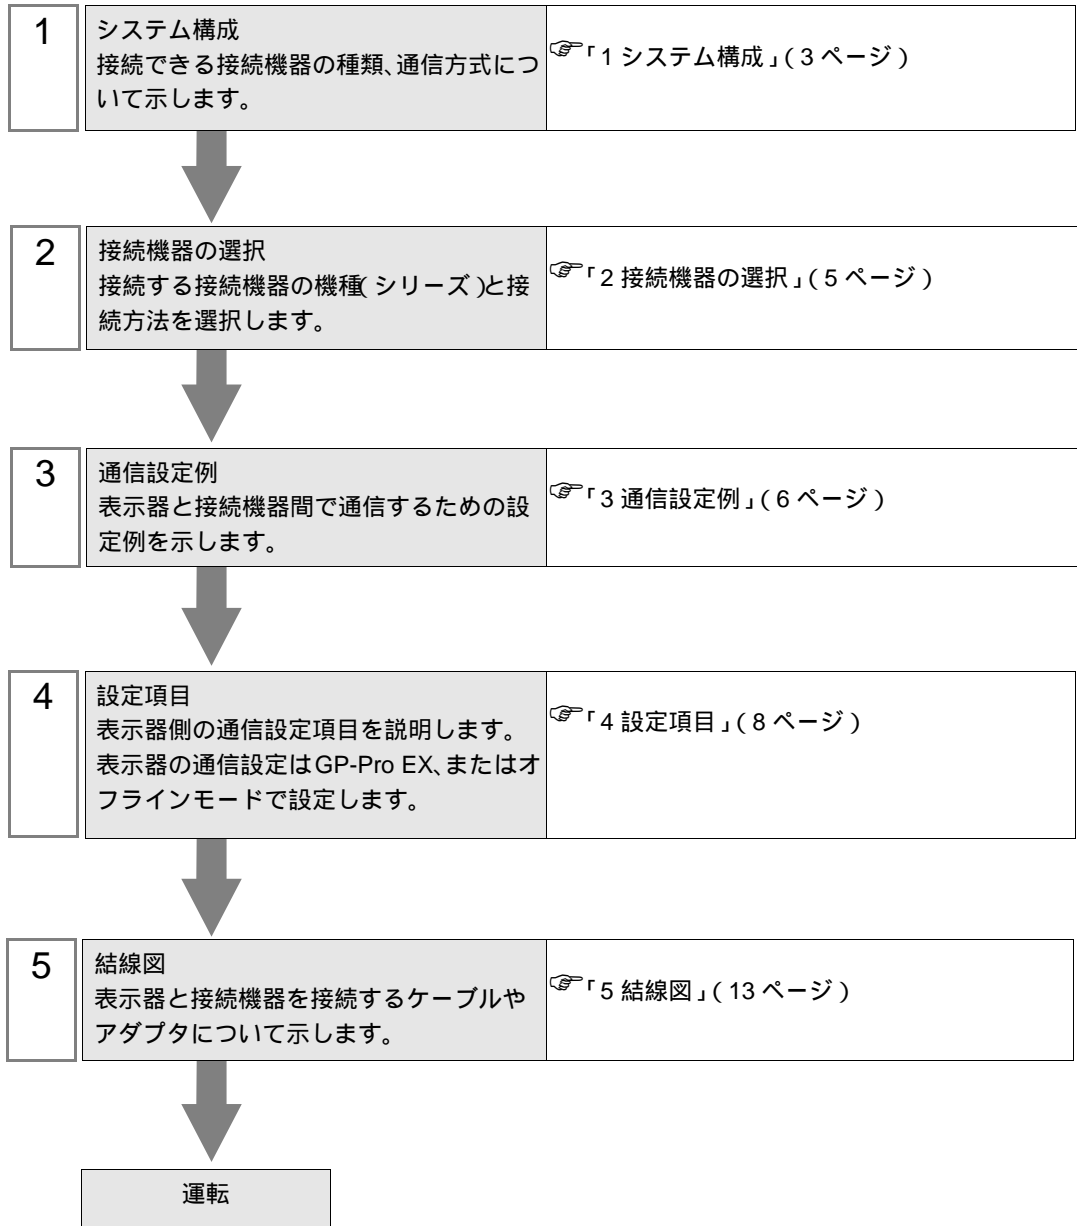 1
システム構成
接続できる接続機器の種類、通信方式につ
いて示します。
☞「1 システム構成」(3 ページ)
2
接続機器の選択
接続する接続機器の機種(シリーズ)と接
続方法を選択します。
☞「2 接続機器の選択」(5 ページ)
3
通信設定例
表示器と接続機器間で通信するための設
定例を示します。
☞「3 通信設定例」(6 ページ)
4
設定項目
表示器側の通信設定項目を説明します。
表示器の通信設定はGP-Pro EX、またはオ
フラインモードで設定します。
☞「4 設定項目」(8 ページ)
5
結線図
表示器と接続機器を接続するケーブルや
アダプタについて示します。
☞「5 結線図」(13 ページ)
運転